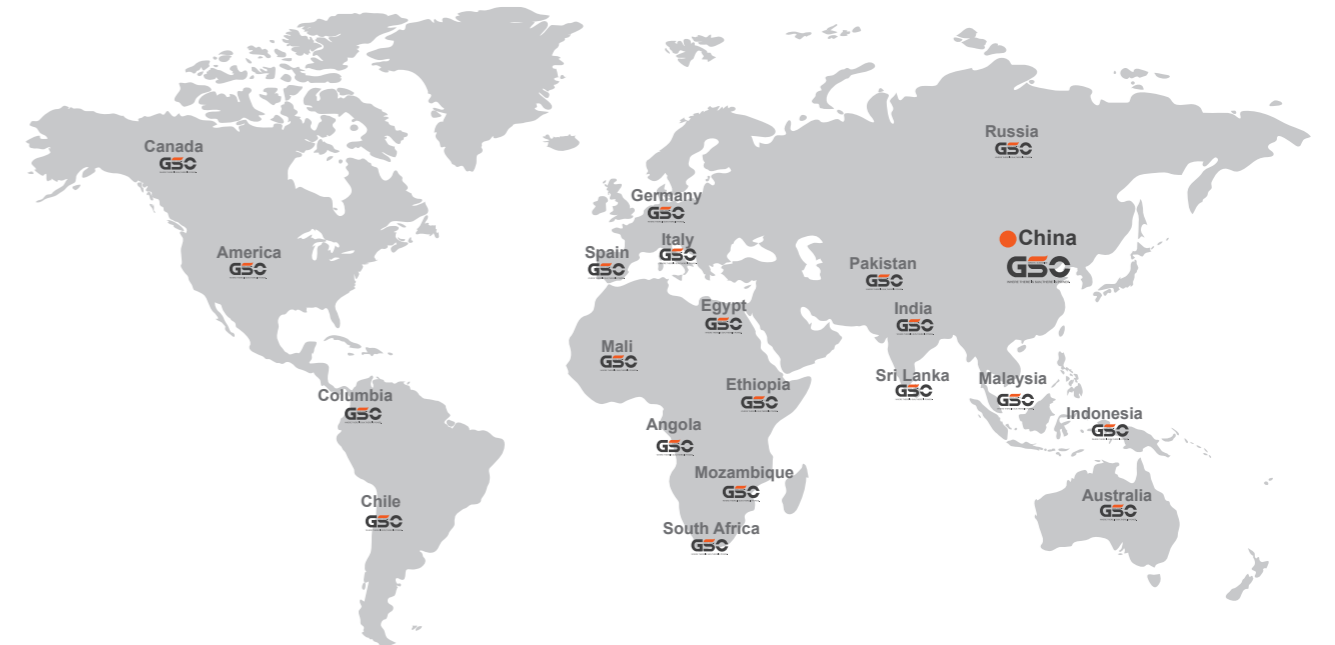 Russia
GSO
Canada
GSO
Germany
GSO
China
GSO
Italy
GSO
America
GSO
Spain
GSO
Pakistan
GSO
Egypt
GSO
India
GSO
Mali
GSO
Sri Lanka
GSO
Malaysia
GSO
Ethiopia
GSO
Columbia
GSO
Indonesia
GSO
Angola
GSO
Mozambique
GSO
Australia
GSO
Chile
GSO
South Africa
GSO